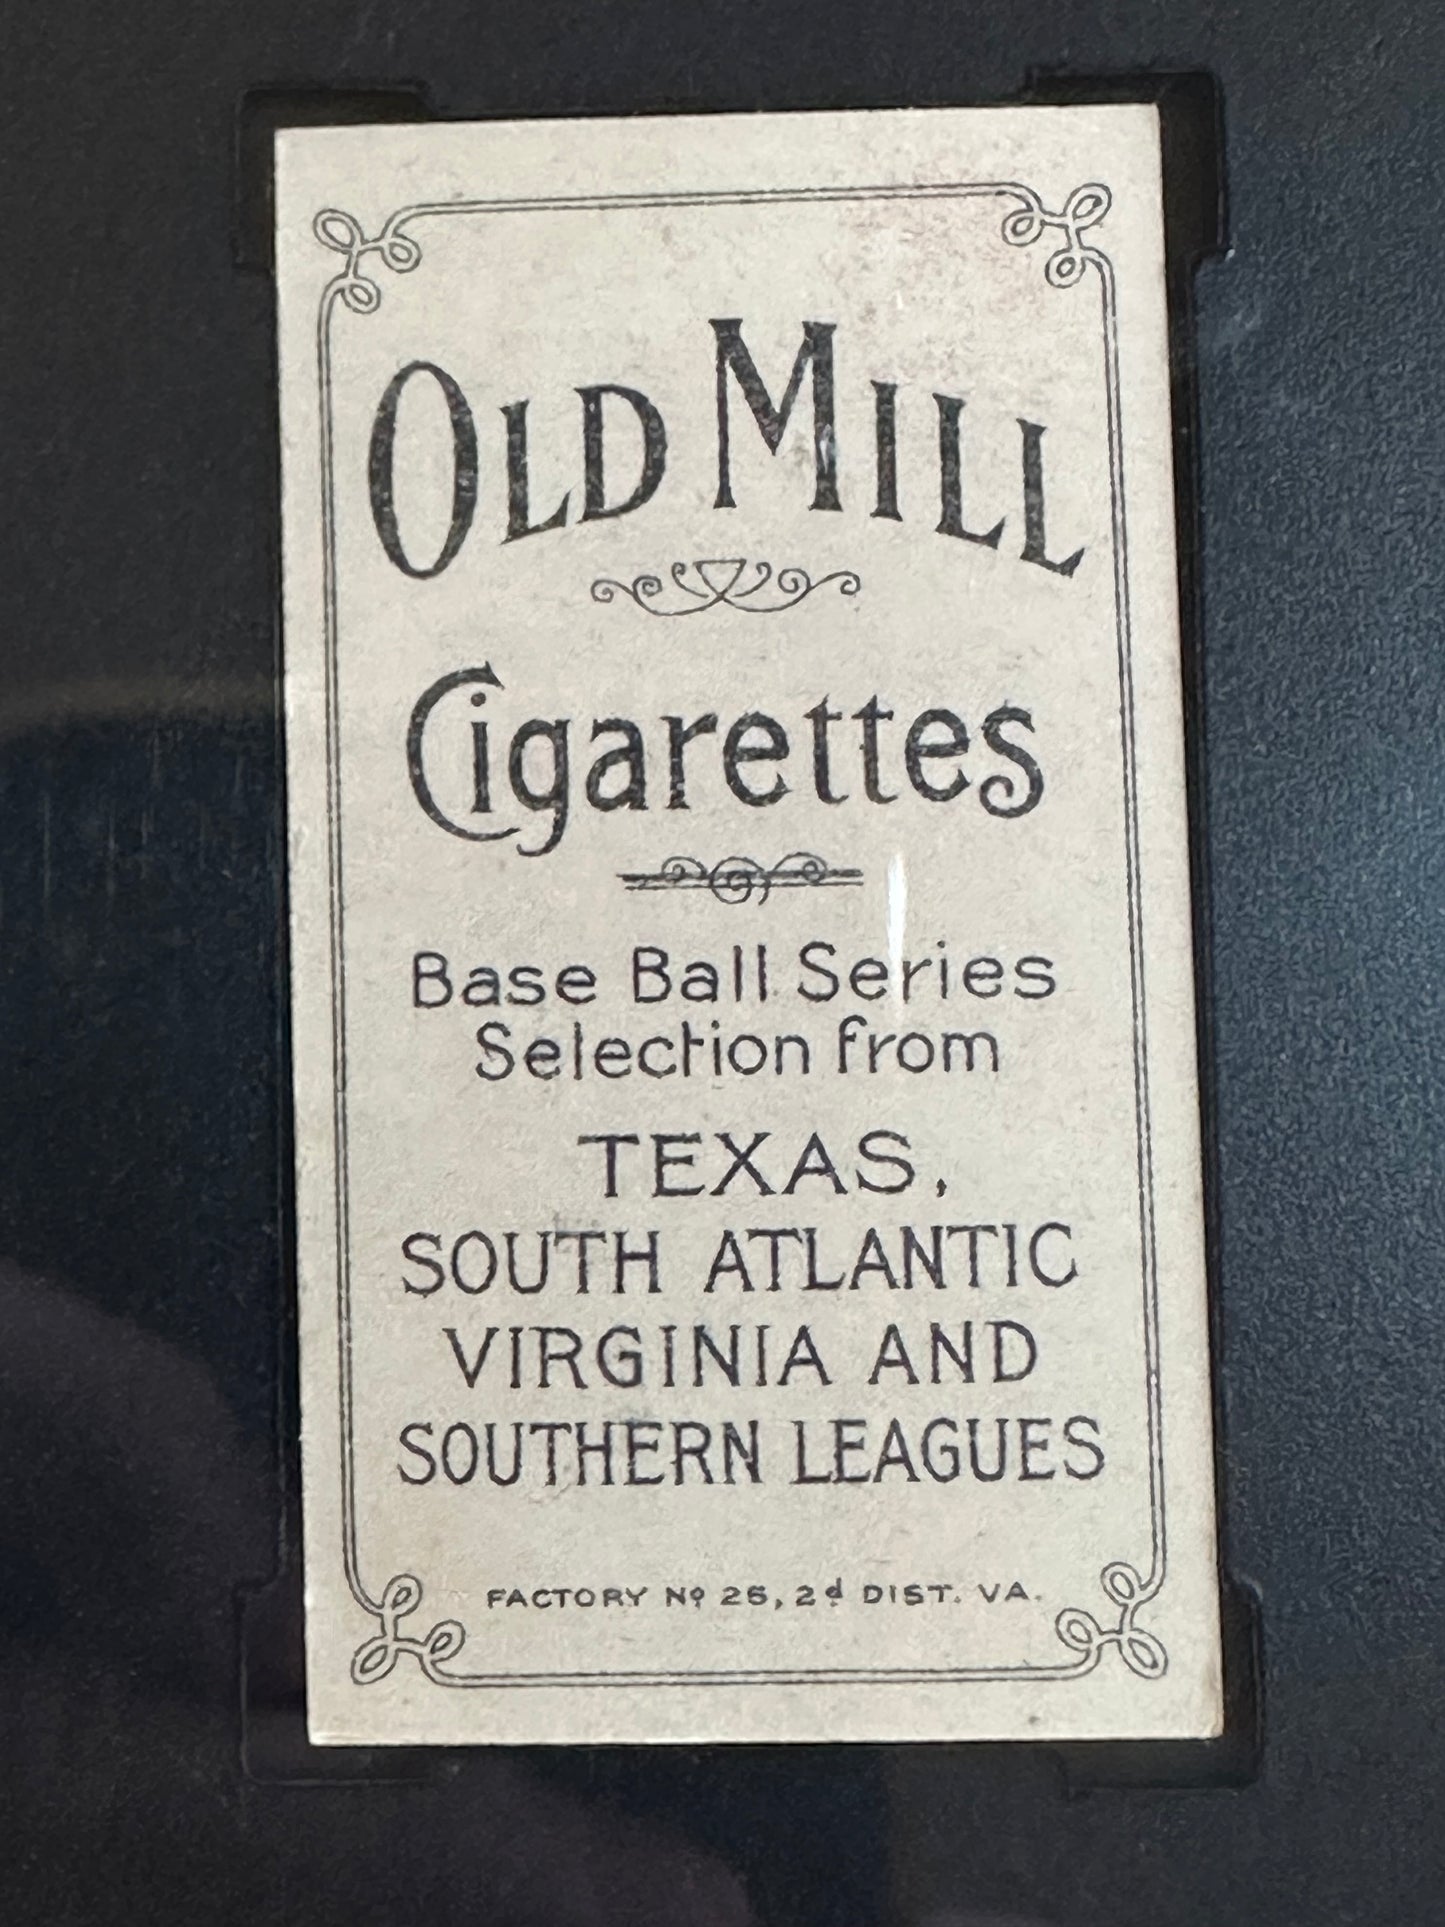 OLD MILL
Cigarettes
Base Ball Series
Selection from
TEXAS,
SOUTH ATLANTIC
VIRGINIA AND
SOUTHERN LEAGUES
FACTORY Nº 25, 2d DIST. VA.